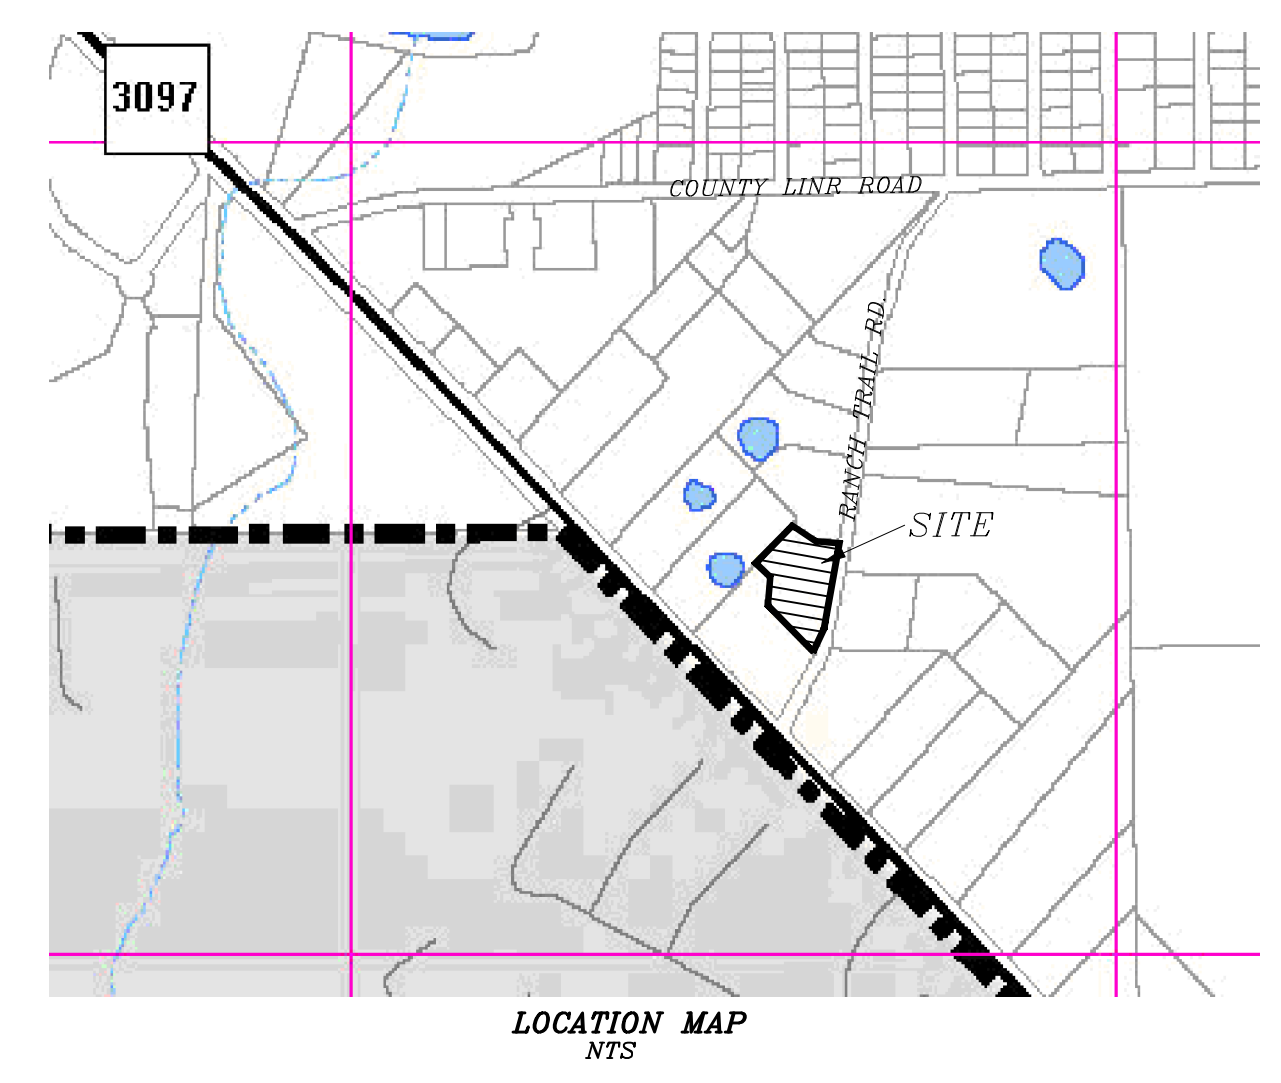 3097
COUNTY LINR ROAD
RANCH TRAIL RD.
SITE
LOCATION MAP
NTS